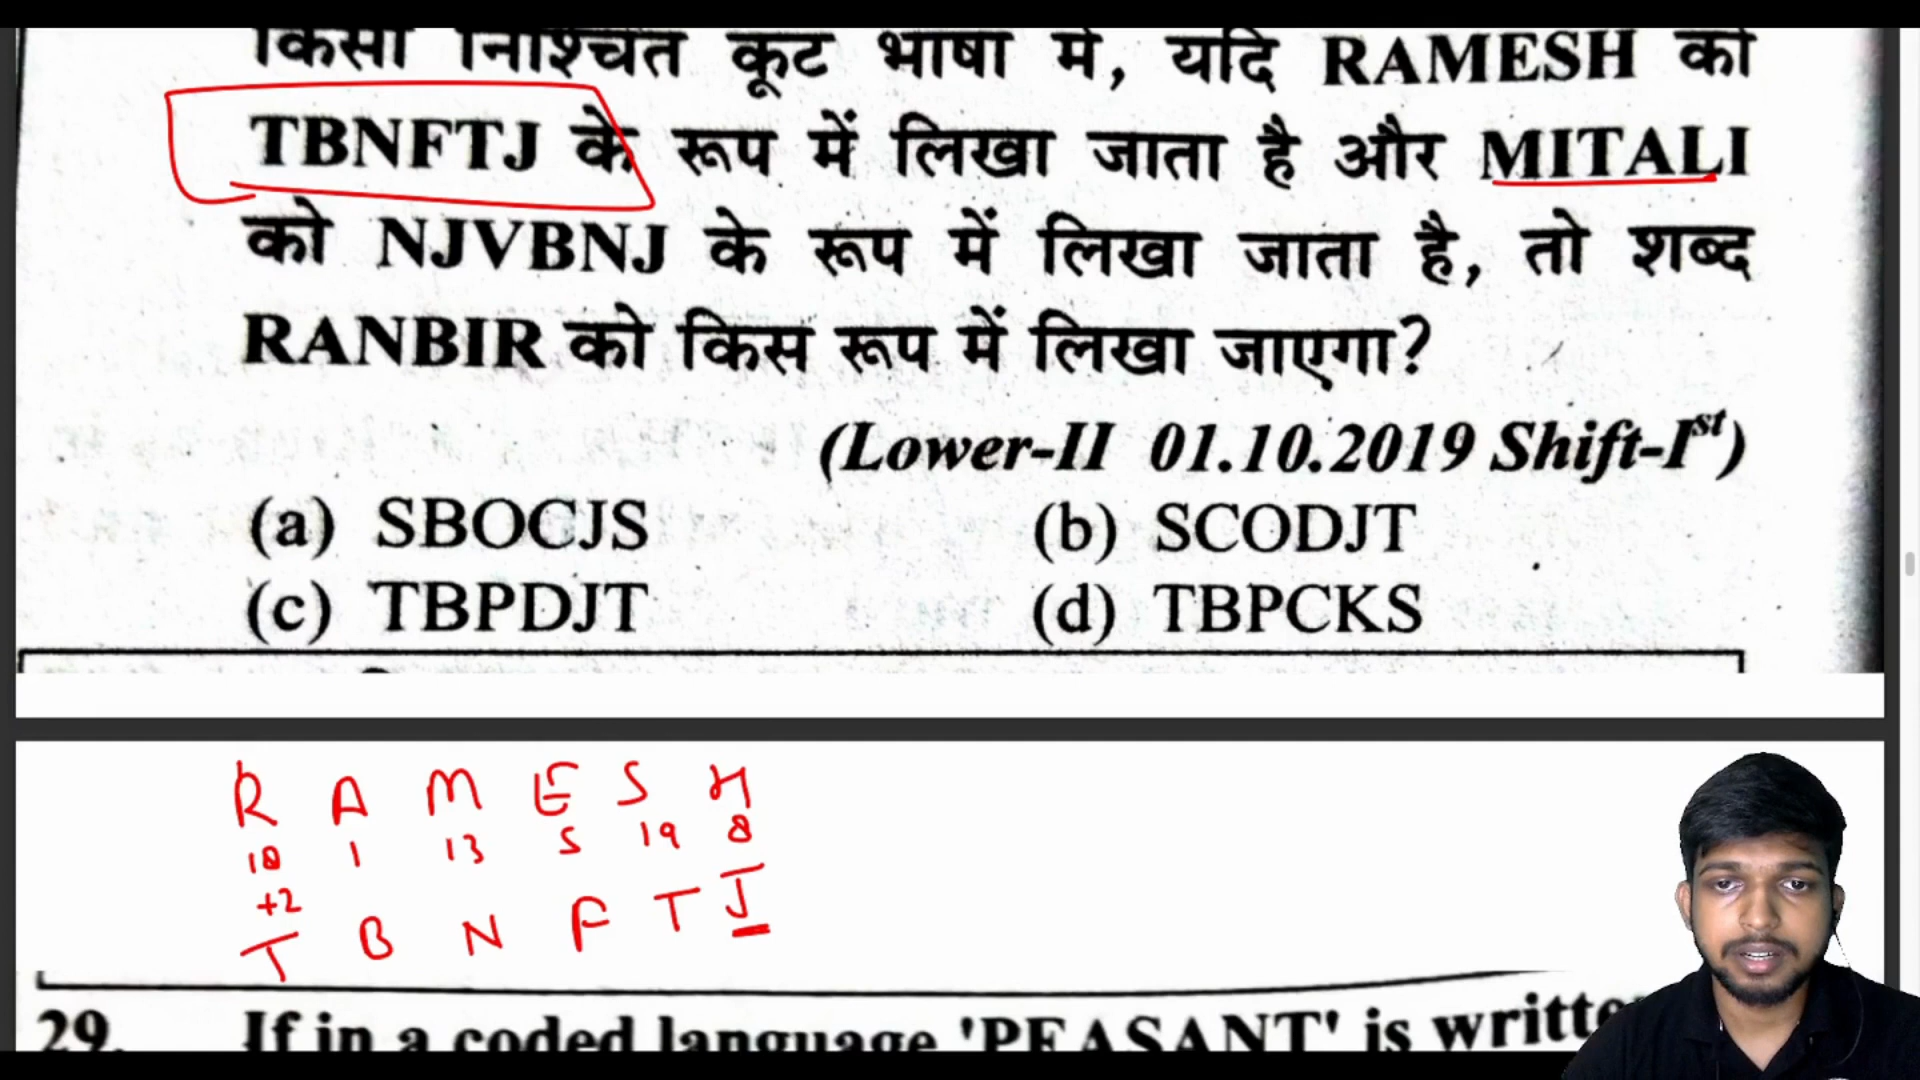 किसी निश्चित कूट भाषा में, यदि RAMESH को
TBNFTJ के रूप में लिखा जाता है और MITALI
को NJVBNJ के रूप में लिखा जाता है, तो शब्द
RANBIR को किस रूप में लिखा जाएगा?
(Lower-II 01.10.2019 Shift-Ist)
(a) SBOCJS (b) SCODJT
(c) TBPDJT (d) TBPCKS
R A M E S H
18 1 13 5 19 8
+2
T B N F T J
29. If in a coded language 'PEASANT' is